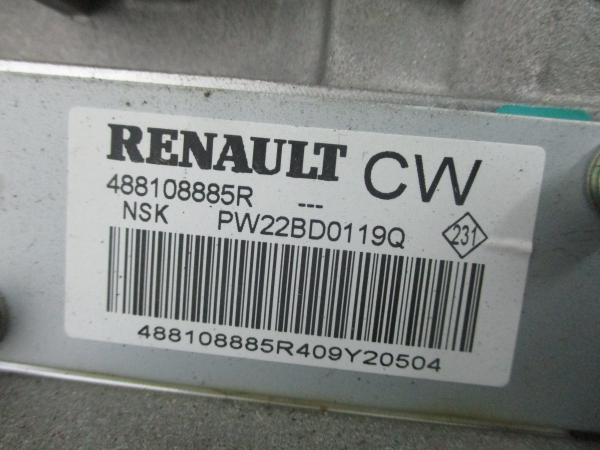 RENAULT CW
488108885R ---
NSK PW22BD0119Q 231
488108885R409Y20504